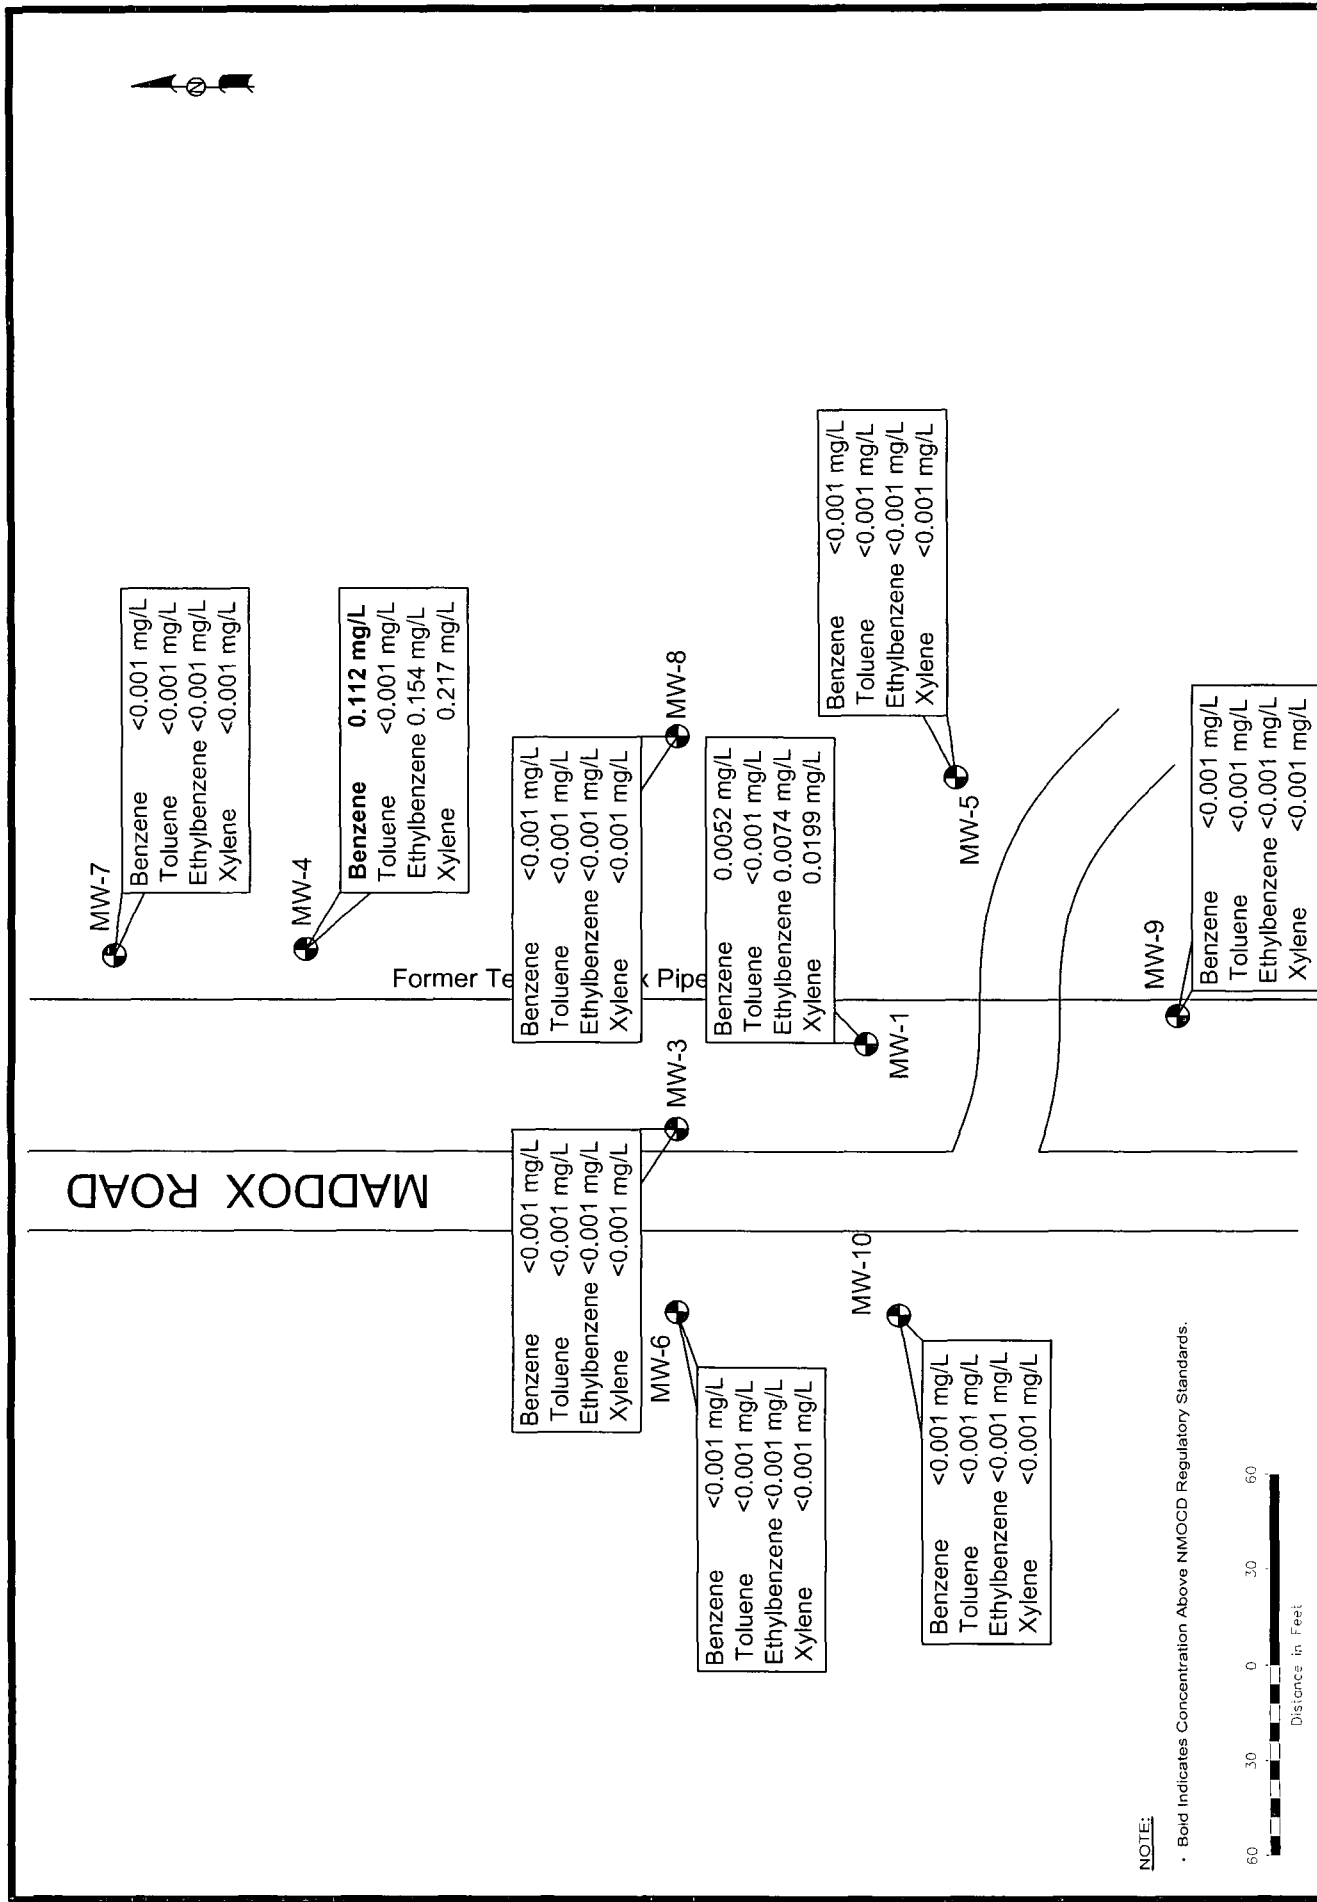 N
MW-7
Benzene <0.001 mg/L
Toluene <0.001 mg/L
Ethylbenzene <0.001 mg/L
Xylene <0.001 mg/L
MW-4
Benzene 0.112 mg/L
Toluene <0.001 mg/L
Ethylbenzene 0.154 mg/L
Xylene 0.217 mg/L
Former Te
x Pipe
MADDOX ROAD
Benzene <0.001 mg/L
Toluene <0.001 mg/L
Ethylbenzene <0.001 mg/L
Xylene <0.001 mg/L
MW-8
Benzene <0.001 mg/L
Toluene <0.001 mg/L
Ethylbenzene <0.001 mg/L
Xylene <0.001 mg/L
MW-3
MW-6
Benzene <0.001 mg/L
Toluene <0.001 mg/L
Ethylbenzene <0.001 mg/L
Xylene <0.001 mg/L
Benzene 0.0052 mg/L
Toluene <0.001 mg/L
Ethylbenzene 0.0074 mg/L
Xylene 0.0199 mg/L
MW-1
Benzene <0.001 mg/L
Toluene <0.001 mg/L
Ethylbenzene <0.001 mg/L
Xylene <0.001 mg/L
MW-5
MW-10
Benzene <0.001 mg/L
Toluene <0.001 mg/L
Ethylbenzene <0.001 mg/L
Xylene <0.001 mg/L
MW-9
Benzene <0.001 mg/L
Toluene <0.001 mg/L
Ethylbenzene <0.001 mg/L
Xylene <0.001 mg/L
NOTE:
· Bold Indicates Concentration Above NMOCD Regulatory Standards.
60 30 0 30 60
Distance in Feet